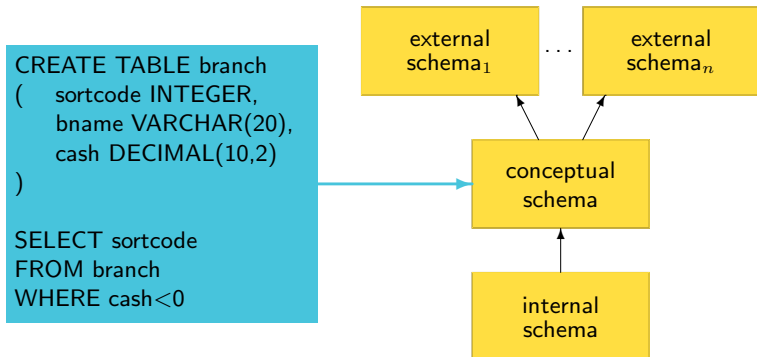 CREATE TABLE branch
( sortcode INTEGER,
bname VARCHAR(20),
cash DECIMAL(10,2)
)
SELECT sortcode
FROM branch
WHERE cash<0
external
schema₁
...
external
schemaₙ
conceptual
schema
internal
schema